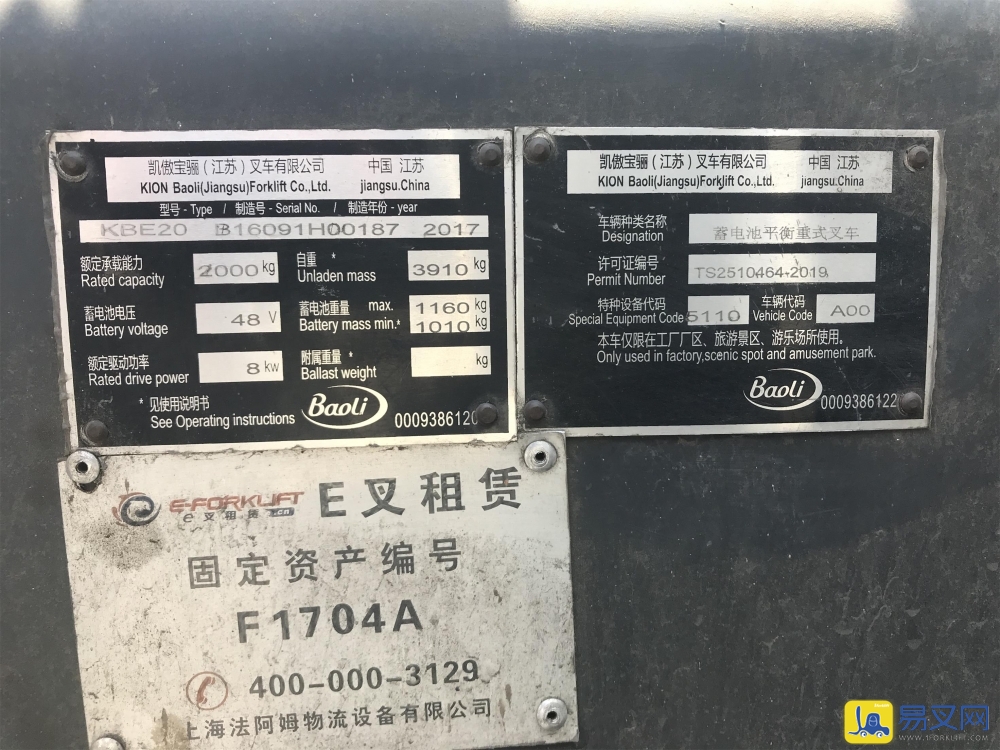 凯傲宝骊（江苏）叉车有限公司 中国 江苏
KION Baoli(Jiangsu)Forklift Co.,Ltd. jiangsu.China
型号 - Type / 制造号 - Serial No. / 制造年份 - year
KBE20 B16091H00187 2017
额定承载能力 2000 kg 自重 * 3910 kg
Rated capacity Unladen mass
蓄电池电压 48 V 蓄电池重量 max. 1160 kg
Battery voltage Battery mass min.* 1010 kg
额定驱动功率 8 kw 附属重量 * kg
Rated drive power Ballast weight
* 见使用说明书
See Operating instructions Baoli 0009386120
凯傲宝骊（江苏）叉车有限公司 中国 江苏
KION Baoli(Jiangsu)Forklift Co.,Ltd. jiangsu.China
车辆种类名称 蓄电池平衡重式叉车
Designation
许可证编号 TS2510464-2019
Permit Number
特种设备代码 5110 车辆代码 A00
Special Equipment Code Vehicle Code
本车仅限在工厂厂区、旅游景区、游乐场所使用。
Only used in factory,scenic spot and amusement park.
Baoli 0009386122
E-FORKLIFT E叉租赁
e叉租赁.cn
固定资产编号
F1704A
400-000-3129
上海法阿姆物流设备有限公司
易叉网
WWW.1FORKLIFT.COM